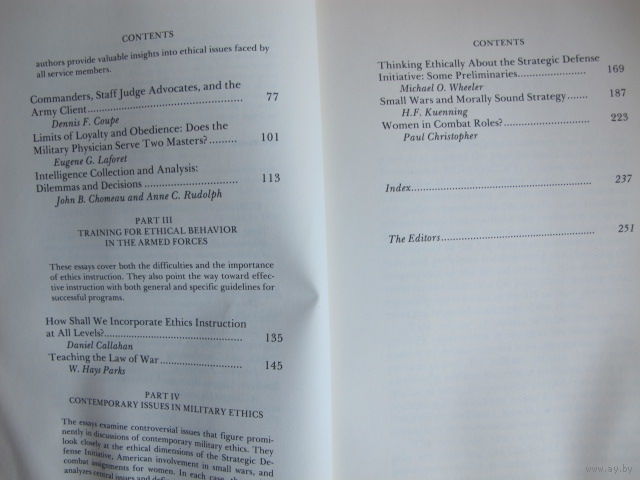 CONTENTS
authors provide valuable insights into ethical issues faced by
all service members.
Commanders, Staff Judge Advocates, and the
Army Client........................................ 77
Dennis F. Coupe
Limits of Loyalty and Obedience: Does the
Military Physician Serve Two Masters?........ 101
Eugene G. Laforet
Intelligence Collection and Analysis:
Dilemmas and Decisions ........................ 113
John B. Chomeau and Anne C. Rudolph
PART III
TRAINING FOR ETHICAL BEHAVIOR
IN THE ARMED FORCES
These essays cover both the difficulties and the importance
of ethics instruction. They also point the way toward effec-
tive instruction with both general and specific guidelines for
successful programs.
How Shall We Incorporate Ethics Instruction
at All Levels?................................... 135
Daniel Callahan
Teaching the Law of War..................... 145
W. Hays Parks
PART IV
CONTEMPORARY ISSUES IN MILITARY ETHICS
The essays examine controversial issues that figure promi-
nently in discussions of contemporary military ethics. They
look closely at the ethical dimensions of the Strategic De-
fense Initiative, American involvement in small wars, and
combat assignments for women. In each case,
analyzes central issues and
CONTENTS
Thinking Ethically About the Strategic Defense
Initiative: Some Preliminaries................... 169
Michael O. Wheeler
Small Wars and Morally Sound Strategy...... 187
H.F. Kuenning
Women in Combat Roles?........................ 223
Paul Christopher
Index.................................................. 237
The Editors.......................................... 251
www.ay.by